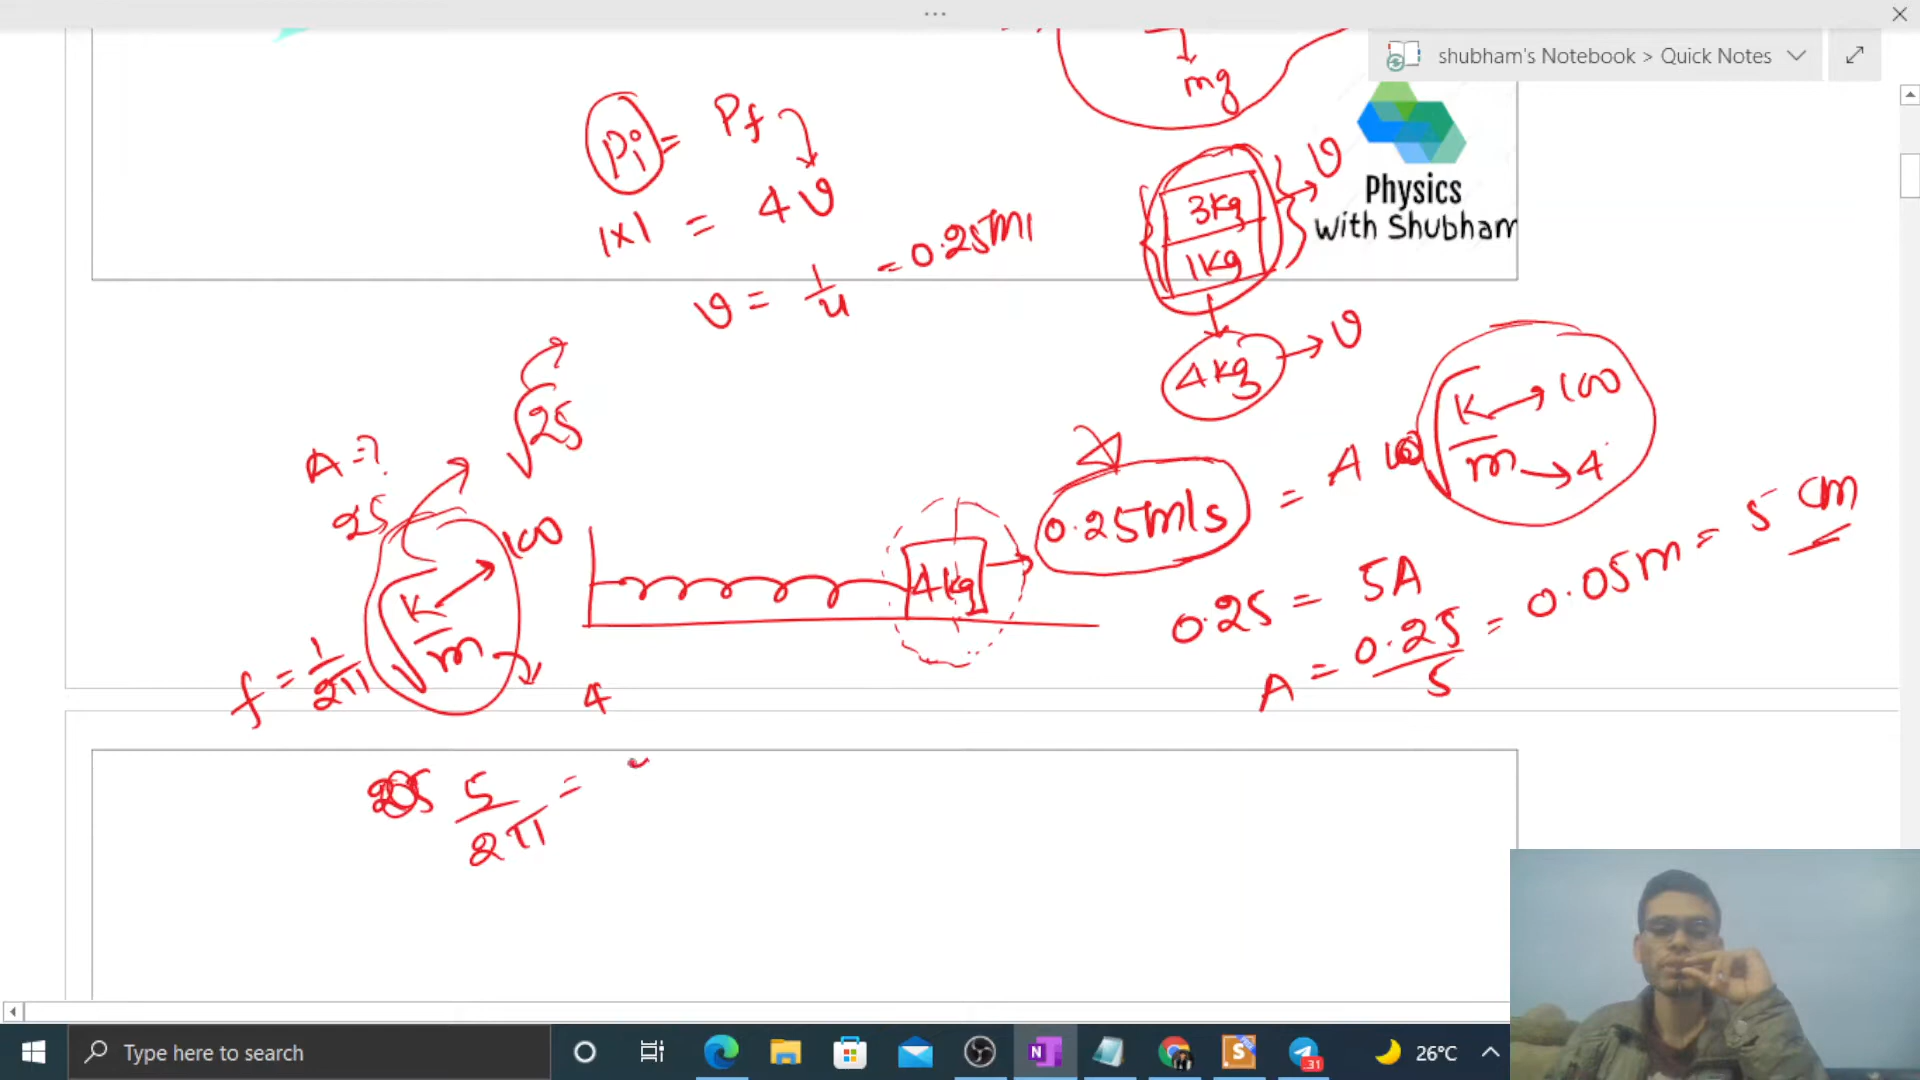 shubham's Notebook > Quick Notes
mg
Pi = Pf
1x1 = 4v
v = 1/4 = 0.25m/
3kg
1kg
v
4kg
v
Physics
With Shubham
√25
A = ?
25
f = 1/2π √K/m
100
4
4kg
0.25m/s = A √K/m
100
4
0.25 = 5A
A = 0.25/5 = 0.05m = 5 cm
5/2π =
Type here to search
31
26°C